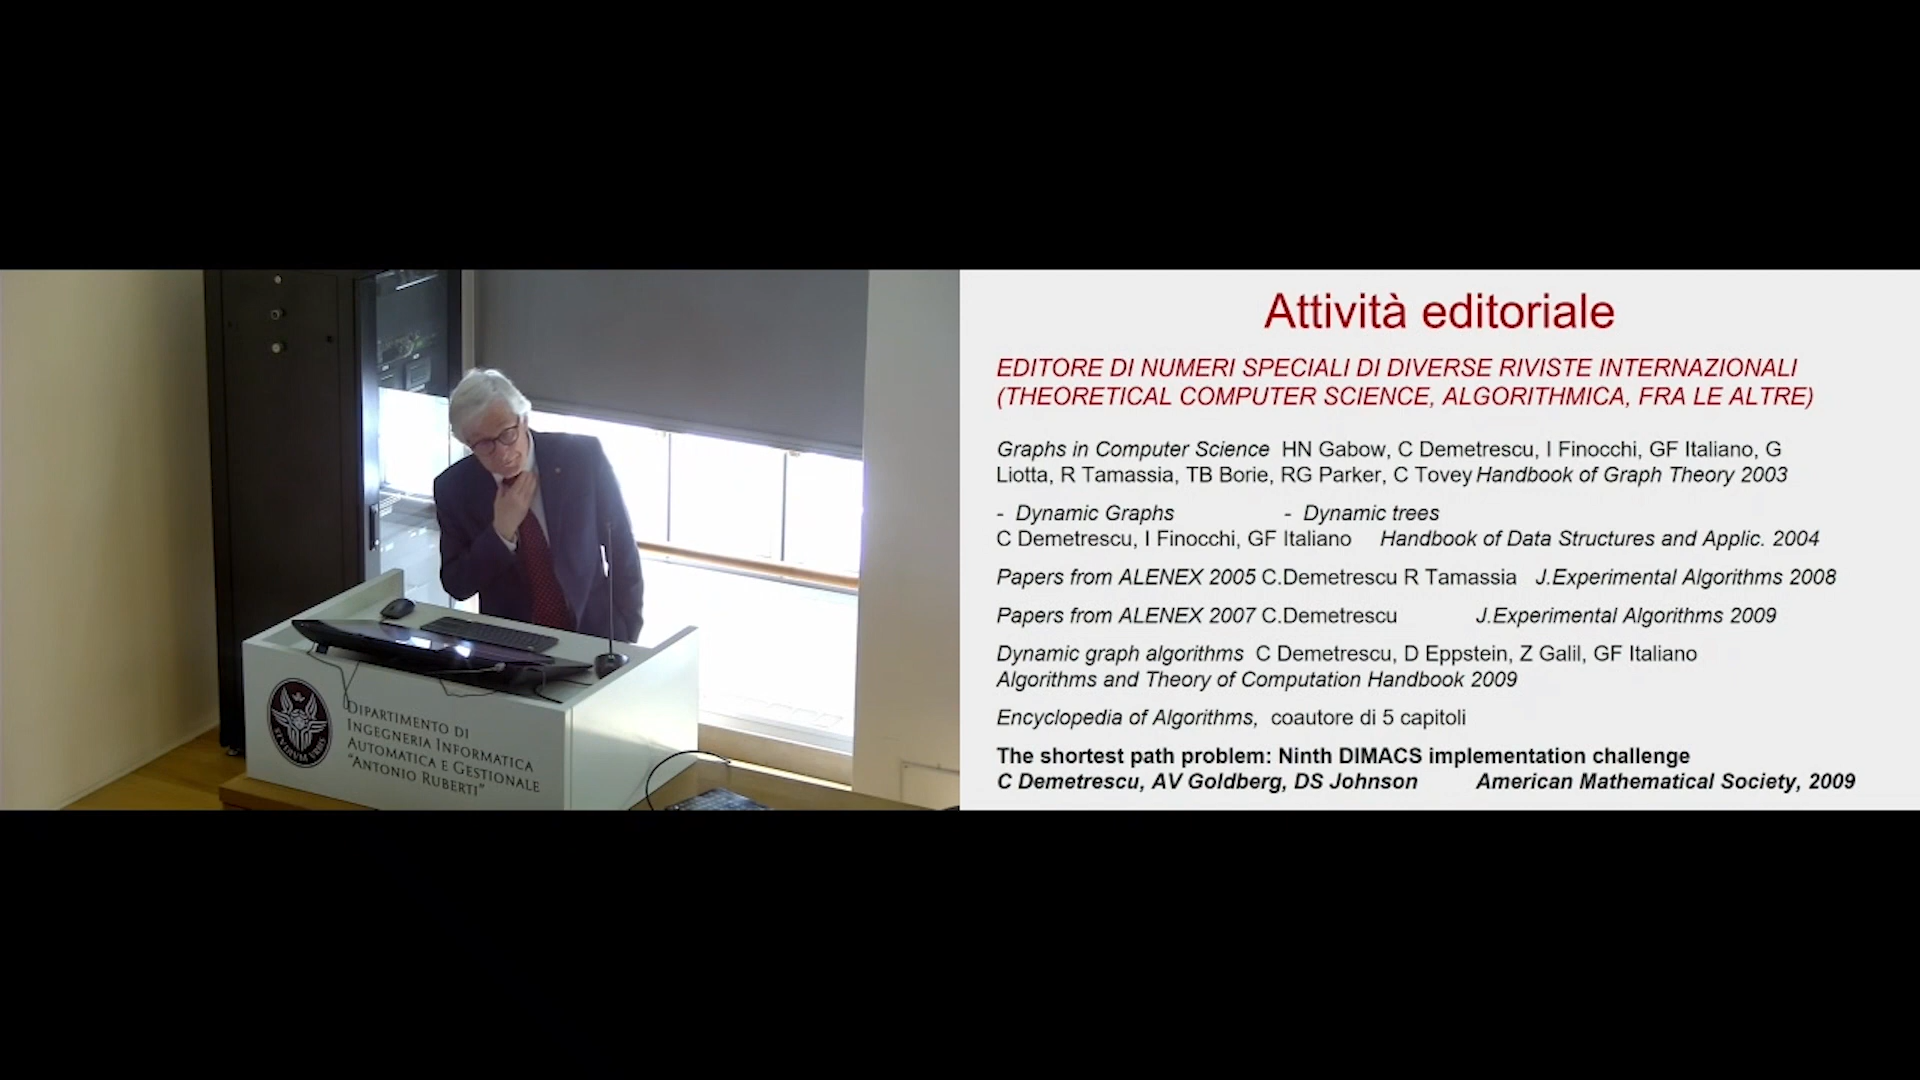 DIPARTIMENTO DI
INGEGNERIA INFORMATICA
AUTOMATICA E GESTIONALE
"ANTONIO RUBERTI"
STVDIVM VRBIS
Attività editoriale
EDITORE DI NUMERI SPECIALI DI DIVERSE RIVISTE INTERNAZIONALI
(THEORETICAL COMPUTER SCIENCE, ALGORITHMICA, FRA LE ALTRE)
Graphs in Computer Science HN Gabow, C Demetrescu, I Finocchi, GF Italiano, G
Liotta, R Tamassia, TB Borie, RG Parker, C Tovey Handbook of Graph Theory 2003
- Dynamic Graphs - Dynamic trees
C Demetrescu, I Finocchi, GF Italiano Handbook of Data Structures and Applic. 2004
Papers from ALENEX 2005 C.Demetrescu R Tamassia J.Experimental Algorithms 2008
Papers from ALENEX 2007 C.Demetrescu J.Experimental Algorithms 2009
Dynamic graph algorithms C Demetrescu, D Eppstein, Z Galil, GF Italiano
Algorithms and Theory of Computation Handbook 2009
Encyclopedia of Algorithms, coautore di 5 capitoli
The shortest path problem: Ninth DIMACS implementation challenge
C Demetrescu, AV Goldberg, DS Johnson American Mathematical Society, 2009